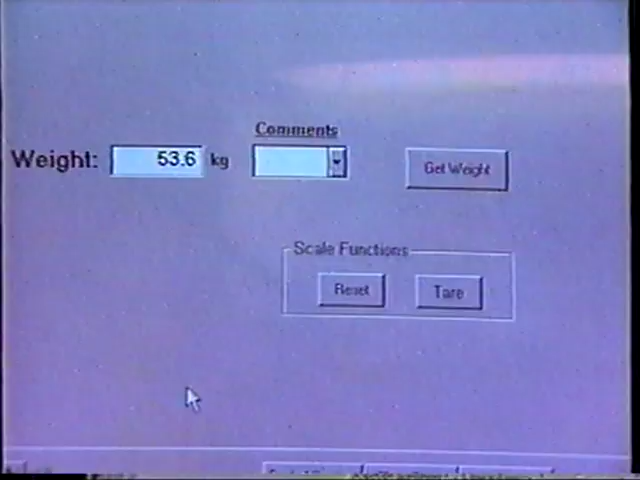 Comments
Weight: 53.6 kg
Get Weight
Scale Functions
Reset
Tare